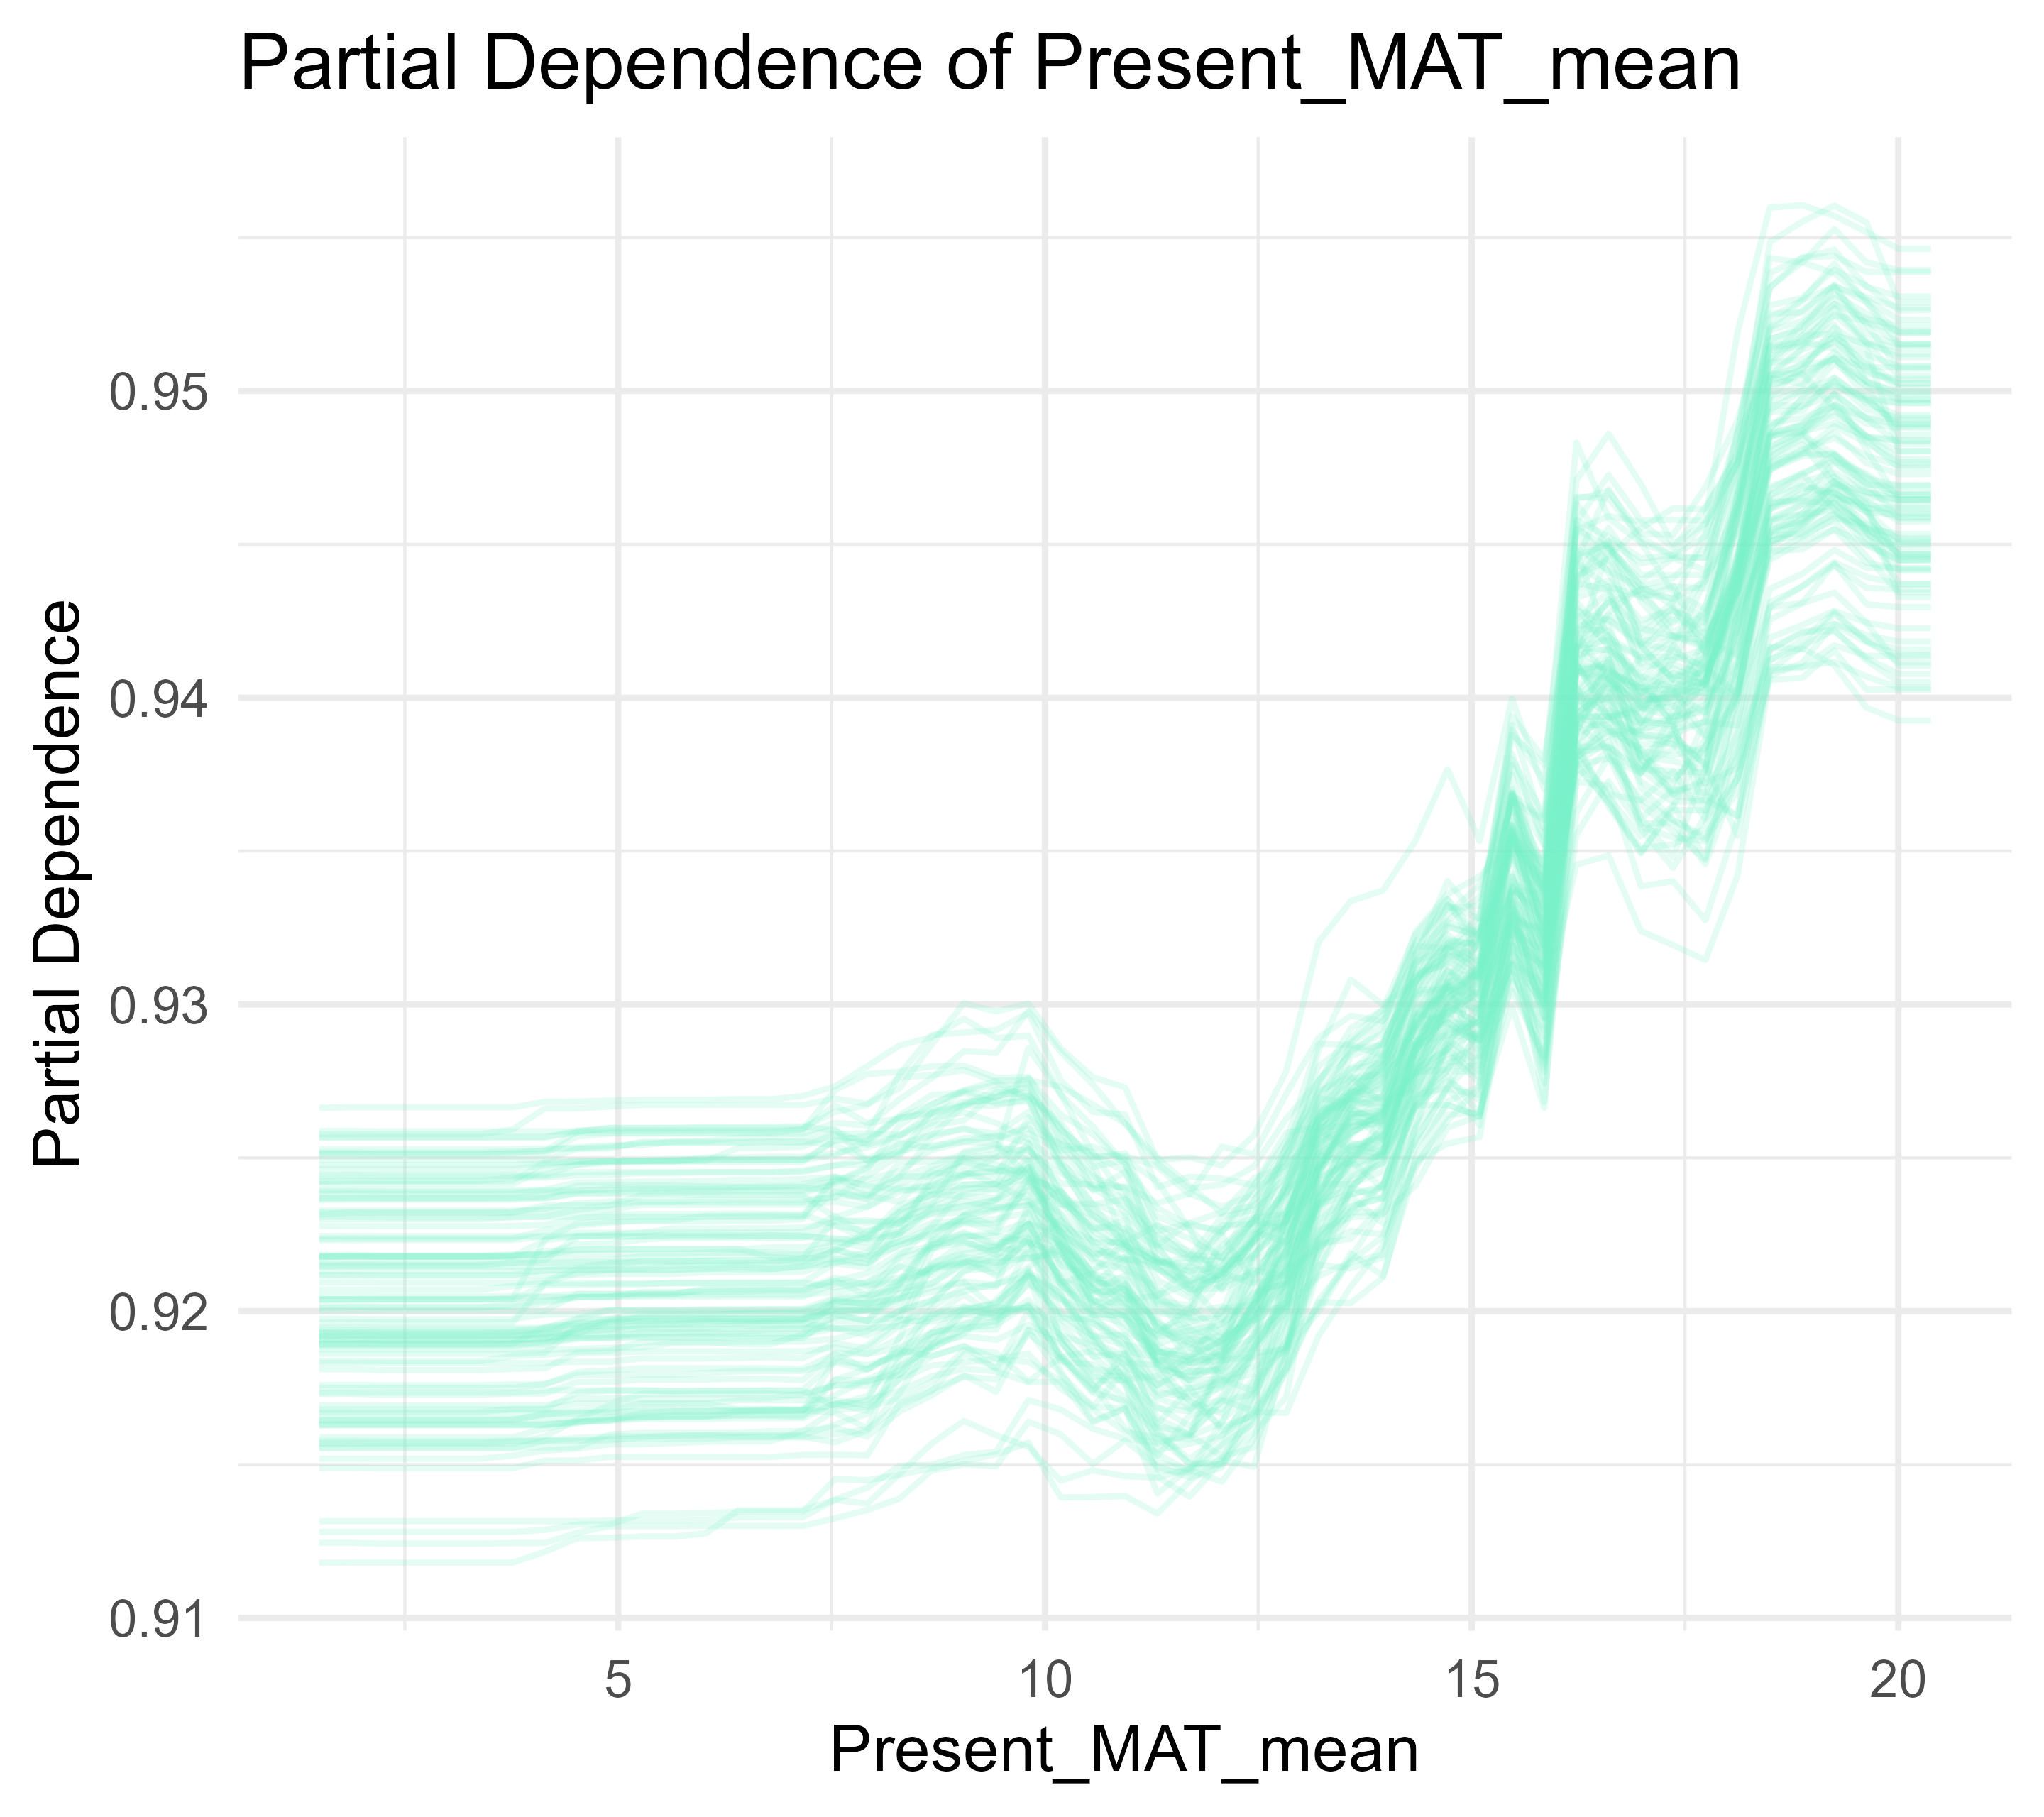 Partial Dependence of Present_MAT_mean
Partial Dependence
0.95
0.94
0.93
0.92
0.91
5 10 15 20
Present_MAT_mean